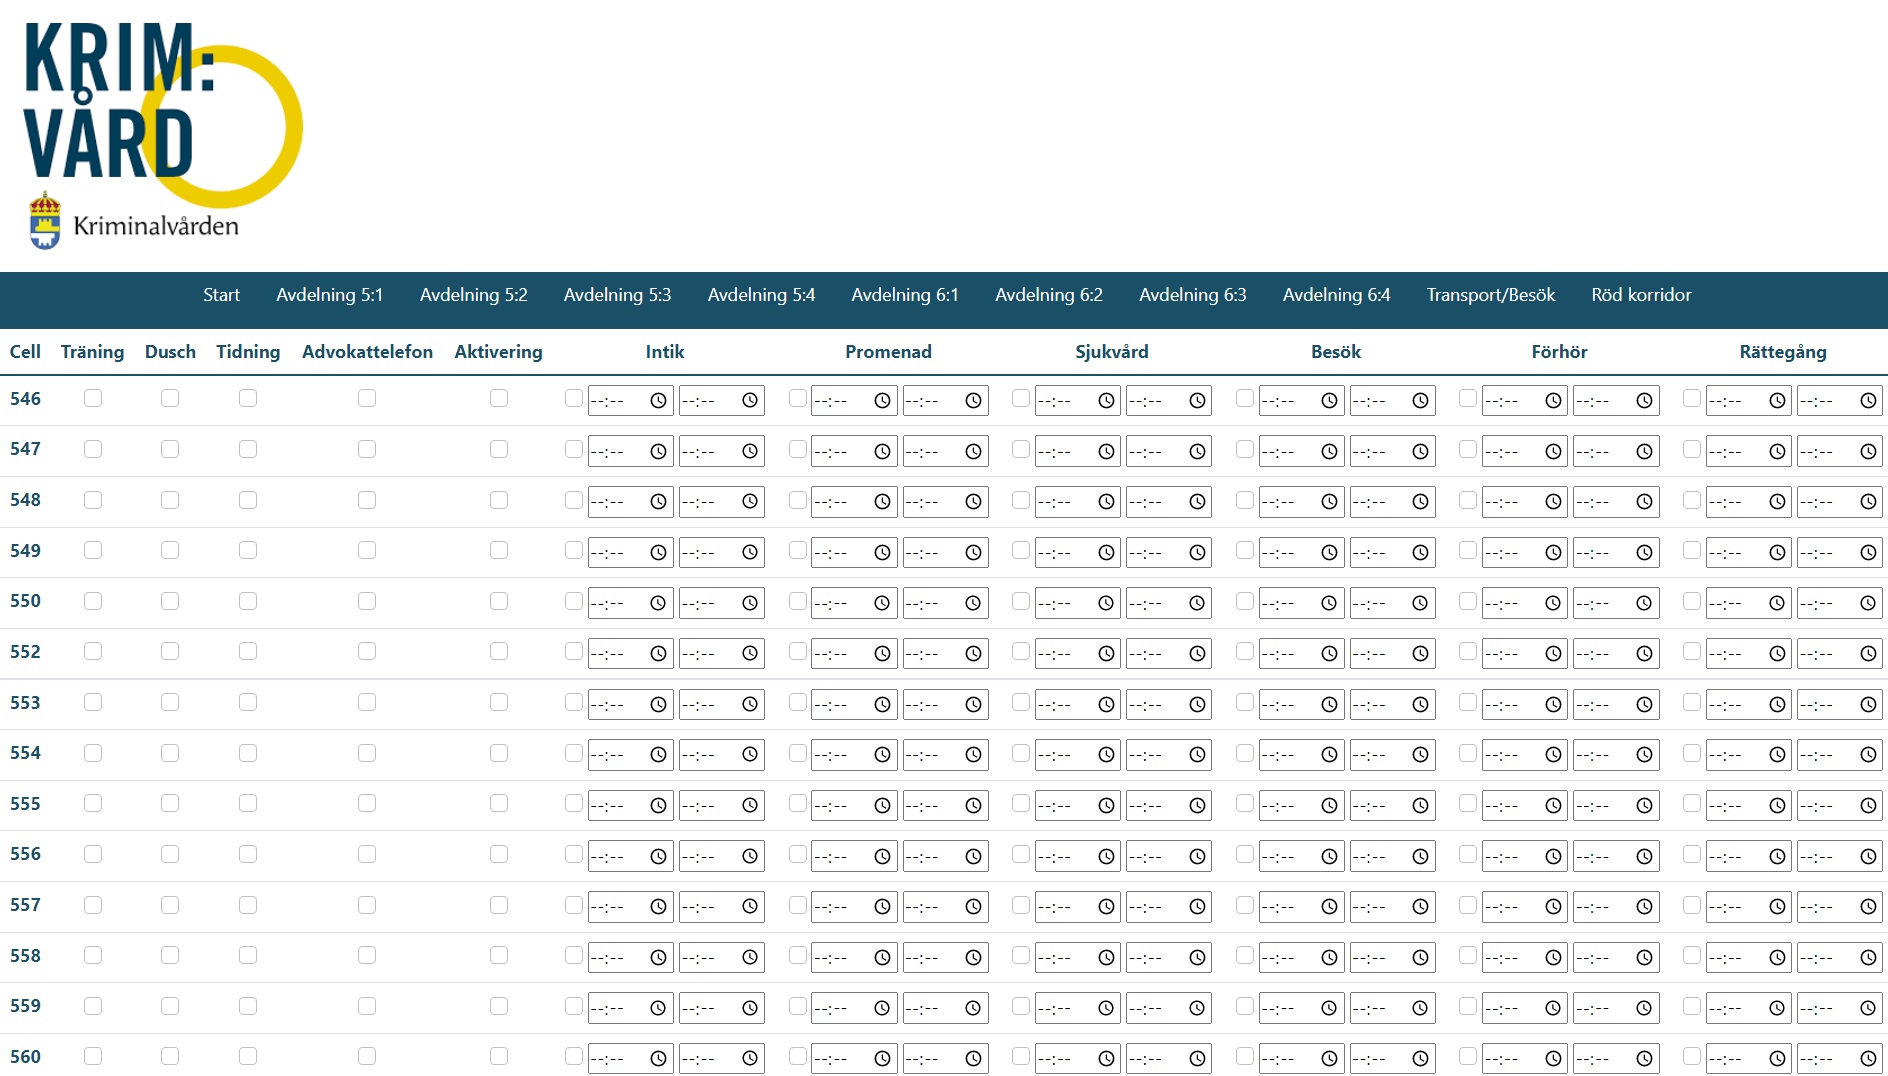 KRIM:
VÅRD
Kriminalvården
Start Avdelning 5:1 Avdelning 5:2 Avdelning 5:3 Avdelning 5:4 Avdelning 6:1 Avdelning 6:2 Avdelning 6:3 Avdelning 6:4 Transport/Besök Röd korridor
Cell Träning Dusch Tidning Advokattelefon Aktivering Intik Promenad Sjukvård Besök Förhör Rättegång
546 --:-- --:-- --:-- --:-- --:-- --:-- --:-- --:-- --:-- --:-- --:-- --:--
547 --:-- --:-- --:-- --:-- --:-- --:-- --:-- --:-- --:-- --:-- --:-- --:--
548 --:-- --:-- --:-- --:-- --:-- --:-- --:-- --:-- --:-- --:-- --:-- --:--
549 --:-- --:-- --:-- --:-- --:-- --:-- --:-- --:-- --:-- --:-- --:-- --:--
550 --:-- --:-- --:-- --:-- --:-- --:-- --:-- --:-- --:-- --:-- --:-- --:--
552 --:-- --:-- --:-- --:-- --:-- --:-- --:-- --:-- --:-- --:-- --:-- --:--
553 --:-- --:-- --:-- --:-- --:-- --:-- --:-- --:-- --:-- --:-- --:-- --:--
554 --:-- --:-- --:-- --:-- --:-- --:-- --:-- --:-- --:-- --:-- --:-- --:--
555 --:-- --:-- --:-- --:-- --:-- --:-- --:-- --:-- --:-- --:-- --:-- --:--
556 --:-- --:-- --:-- --:-- --:-- --:-- --:-- --:-- --:-- --:-- --:-- --:--
557 --:-- --:-- --:-- --:-- --:-- --:-- --:-- --:-- --:-- --:-- --:-- --:--
558 --:-- --:-- --:-- --:-- --:-- --:-- --:-- --:-- --:-- --:-- --:-- --:--
559 --:-- --:-- --:-- --:-- --:-- --:-- --:-- --:-- --:-- --:-- --:-- --:--
560 --:-- --:-- --:-- --:-- --:-- --:-- --:-- --:-- --:-- --:-- --:-- --:--